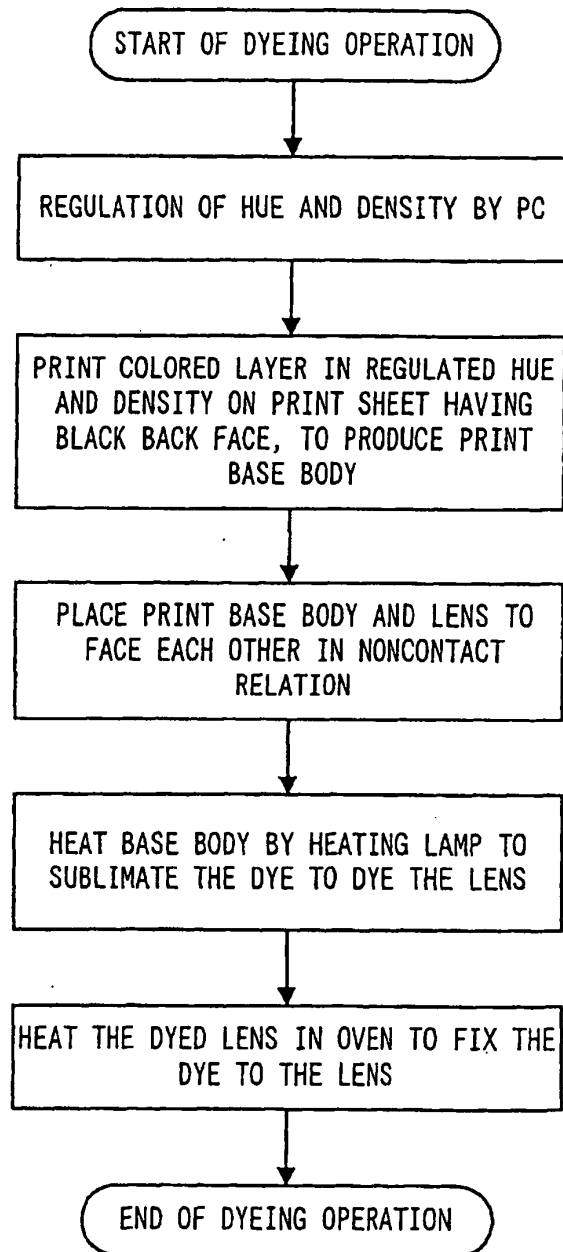 START OF DYEING OPERATION
REGULATION OF HUE AND DENSITY BY PC
PRINT COLORED LAYER IN REGULATED HUE
AND DENSITY ON PRINT SHEET HAVING
BLACK BACK FACE, TO PRODUCE PRINT
BASE BODY
PLACE PRINT BASE BODY AND LENS TO
FACE EACH OTHER IN NONCONTACT
RELATION
HEAT BASE BODY BY HEATING LAMP TO
SUBLIMATE THE DYE TO DYE THE LENS
HEAT THE DYED LENS IN OVEN TO FIX THE
DYE TO THE LENS
END OF DYEING OPERATION